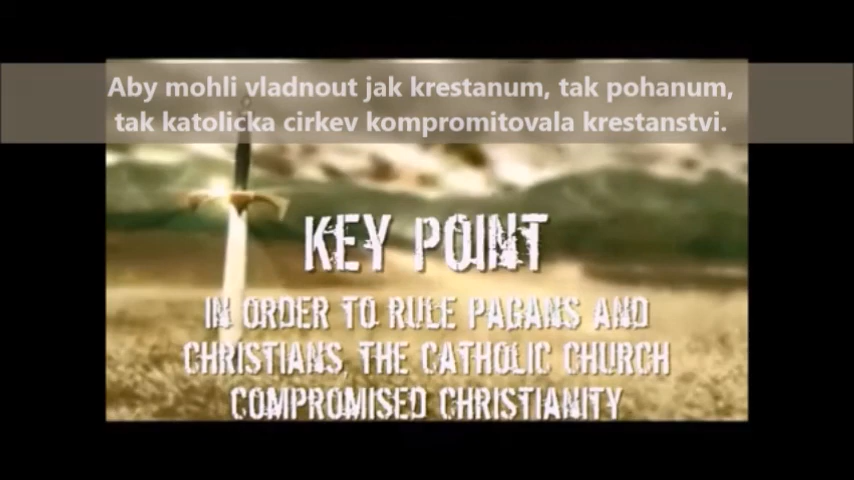 Aby mohli vladnout jak krestanum, tak pohanum,
tak katolicka cirkev kompromitovala krestanstvi.
KEY POINT
IN ORDER TO RULE PAGANS AND
CHRISTIANS, THE CATHOLIC CHURCH
COMPROMISED CHRISTIANITY